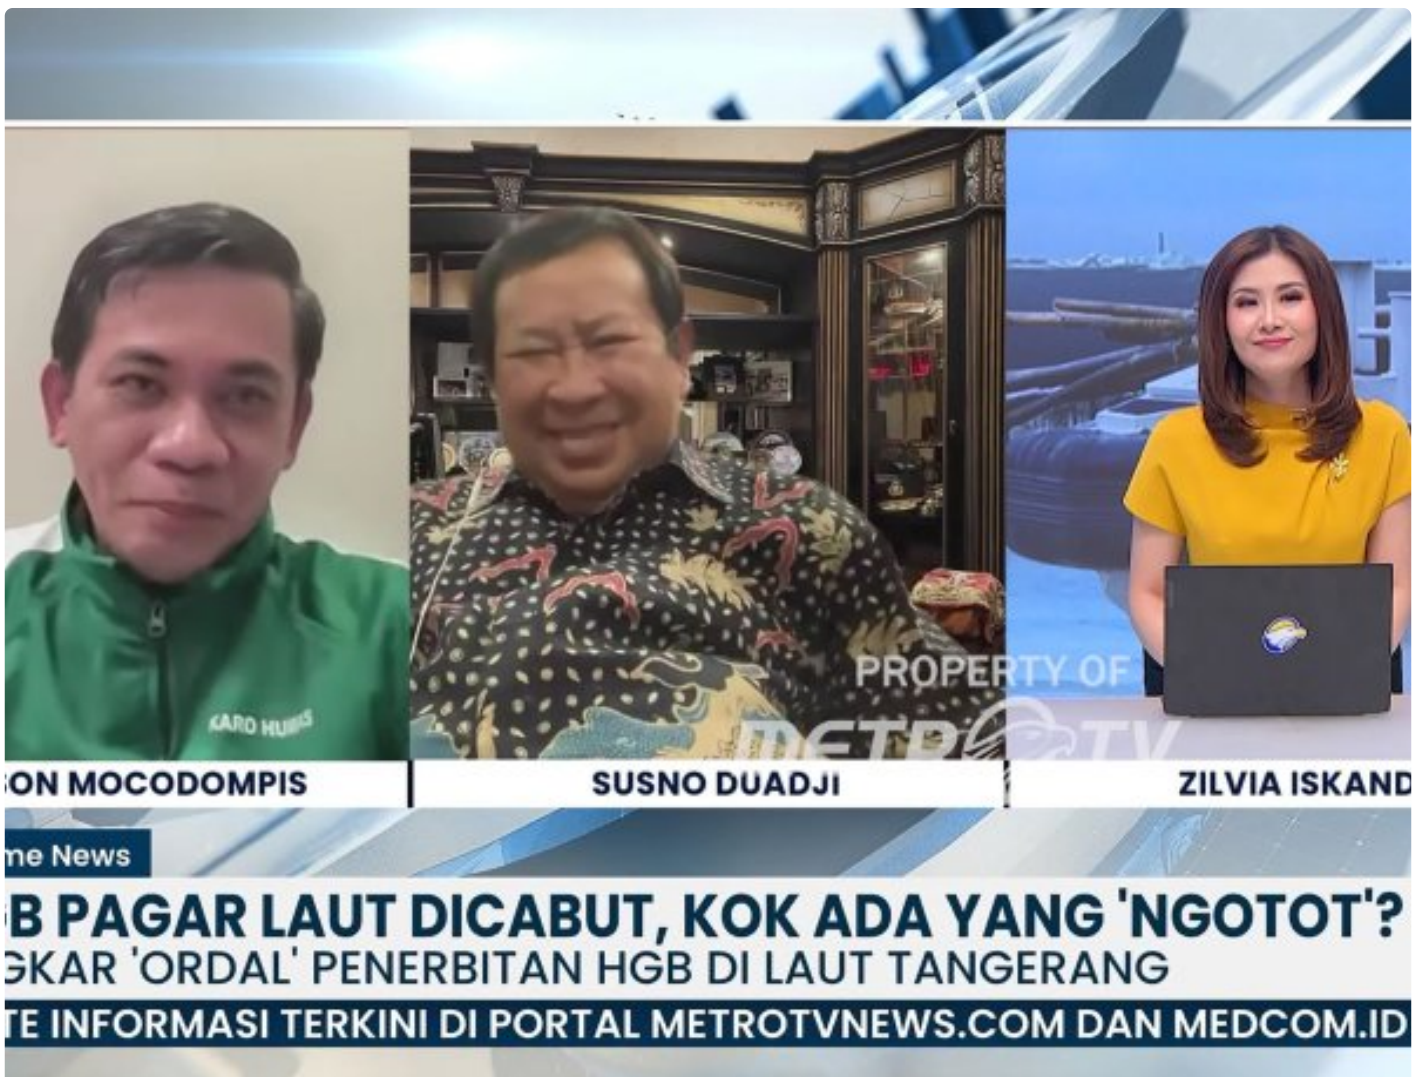 KARO HUMAS
PROPERTY OF
METRO TV
SON MOCODOMPIS
SUSNO DUADJI
ZILVIA ISKAND
me News
GB PAGAR LAUT DICABUT, KOK ADA YANG 'NGOTOT'?
GKAR 'ORDAL' PENERBITAN HGB DI LAUT TANGERANG
TE INFORMASI TERKINI DI PORTAL METROTVNEWS.COM DAN MEDCOM.ID